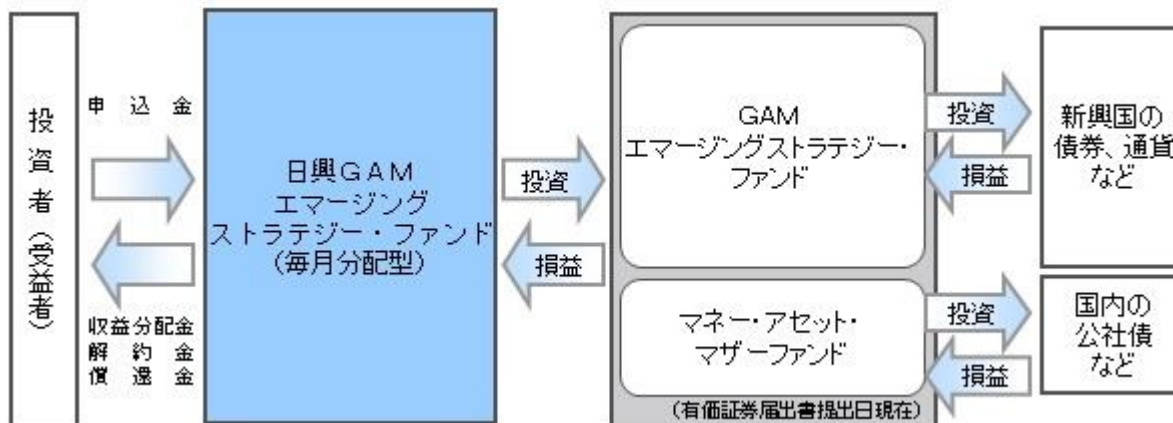 投資者(受益者)
申込金
収益分配金
解約金
償還金
日興GAM
エマージング
ストラテジー・ファンド
(毎月分配型)
投資
損益
GAM
エマージングストラテジー・
ファンド
マネー・アセット・
マザーファンド
(有価証券届出書提出日現在)
投資
損益
投資
損益
新興国の
債券、通貨
など
国内の
公社債
など